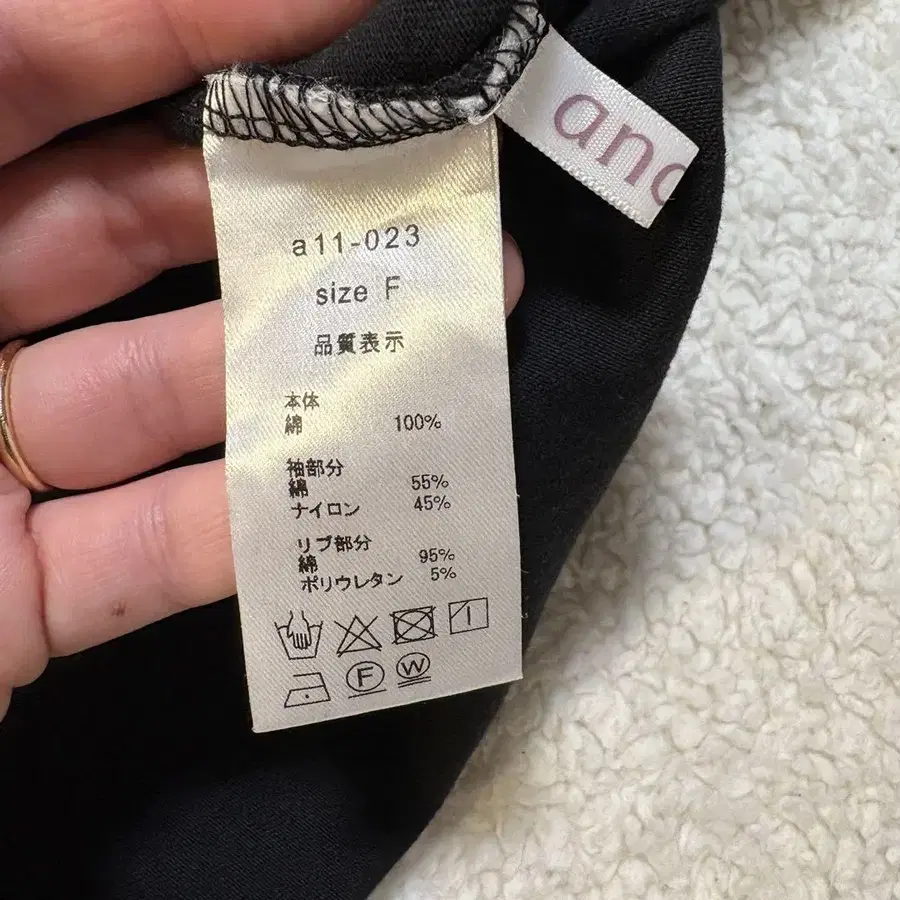 a11-023
size F
品質表示
本体
綿 100%
袖部分
綿 55%
ナイロン 45%
リブ部分
綿 95%
ポリウレタン 5%
F W